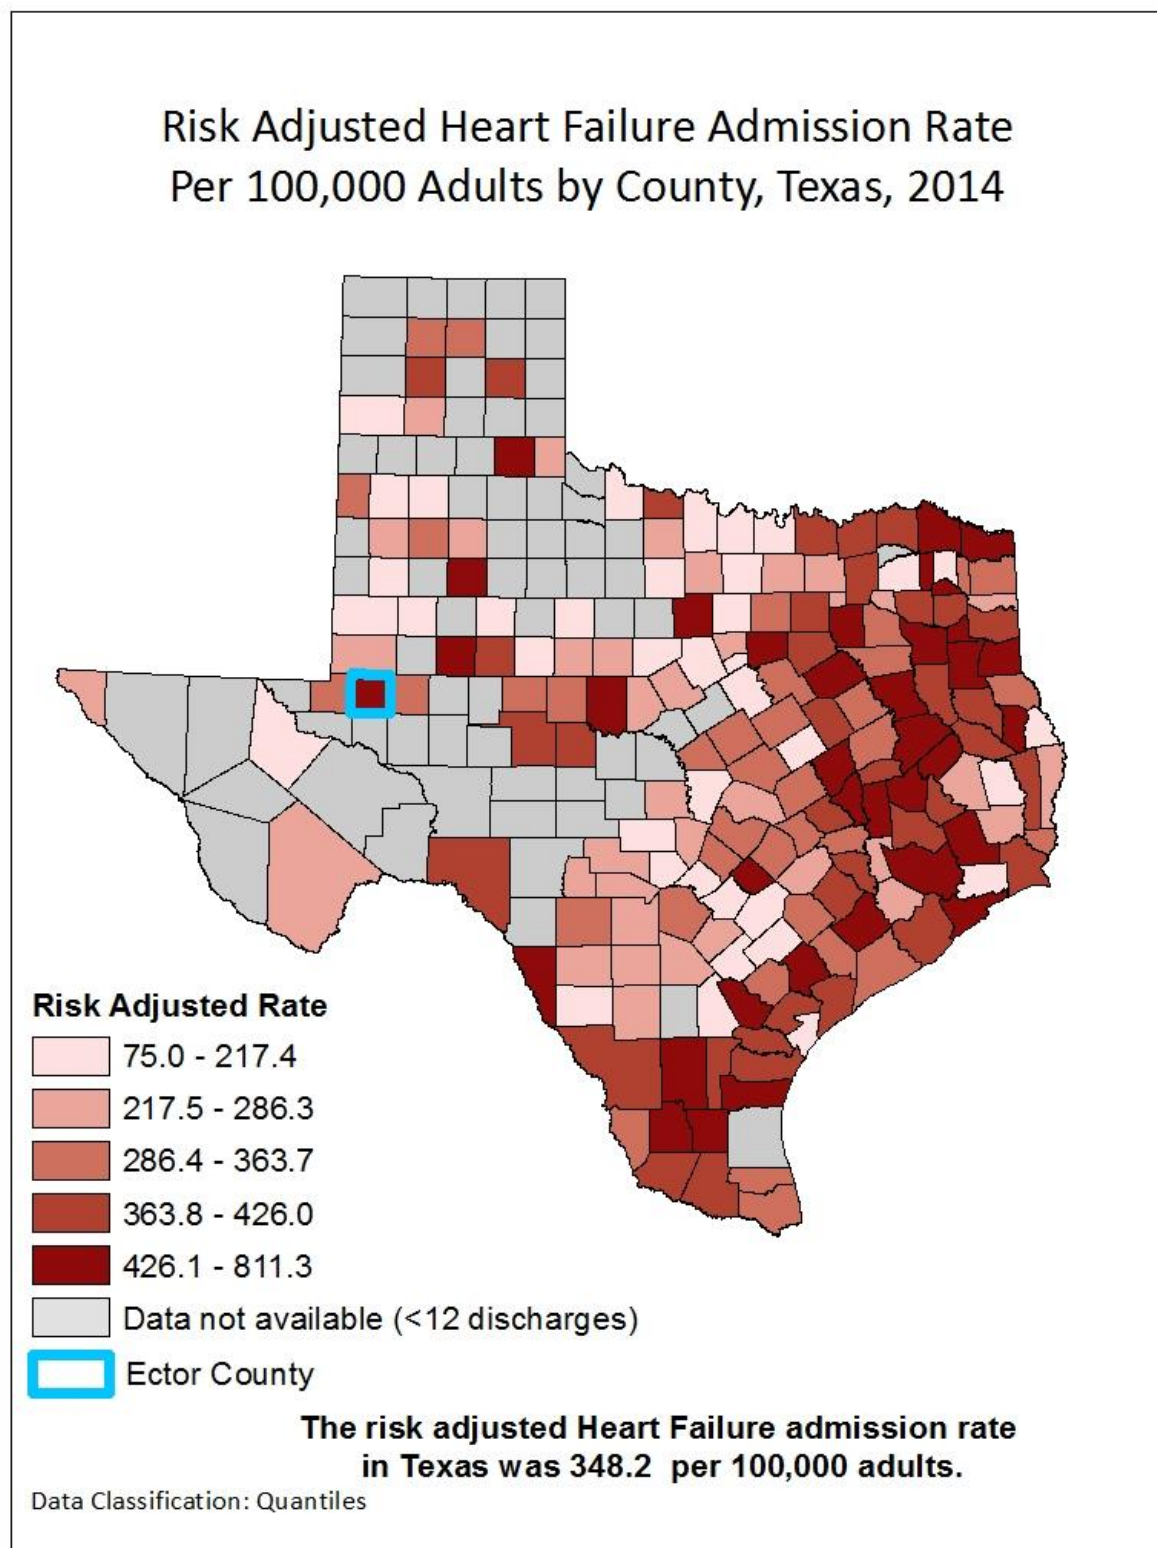 Risk Adjusted Heart Failure Admission Rate
Per 100,000 Adults by County, Texas, 2014
Risk Adjusted Rate
75.0 - 217.4
217.5 - 286.3
286.4 - 363.7
363.8 - 426.0
426.1 - 811.3
Data not available (<12 discharges)
Ector County
The risk adjusted Heart Failure admission rate
in Texas was 348.2 per 100,000 adults.
Data Classification: Quantiles